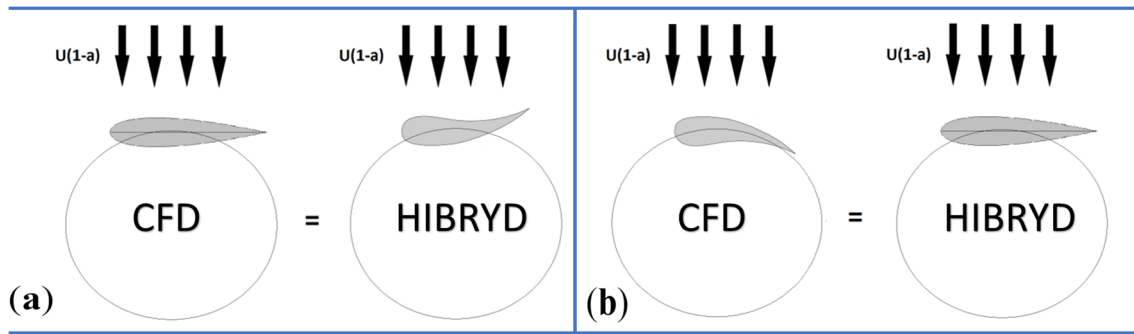 U(1-a)
U(1-a)
CFD
=
HIBRYD
(a)
U(1-a)
U(1-a)
CFD
=
HIBRYD
(b)